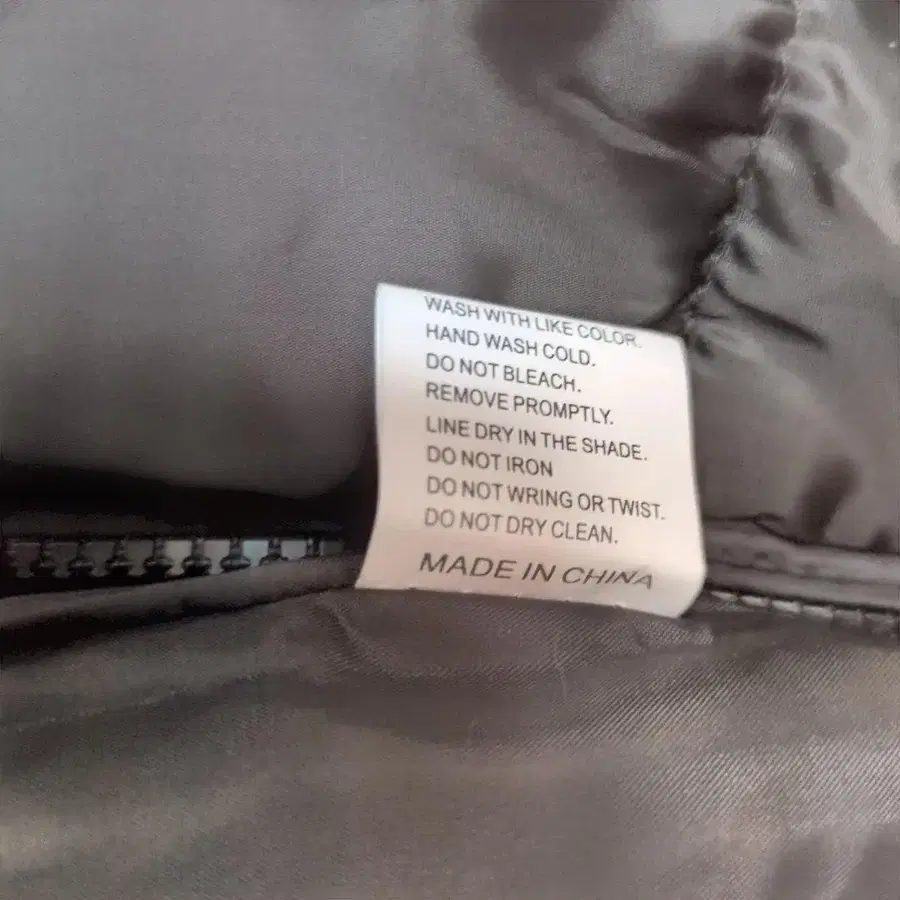 WASH WITH LIKE COLOR.
HAND WASH COLD.
DO NOT BLEACH.
REMOVE PROMPTLY.
LINE DRY IN THE SHADE.
DO NOT IRON
DO NOT WRING OR TWIST.
DO NOT DRY CLEAN.
MADE IN CHINA